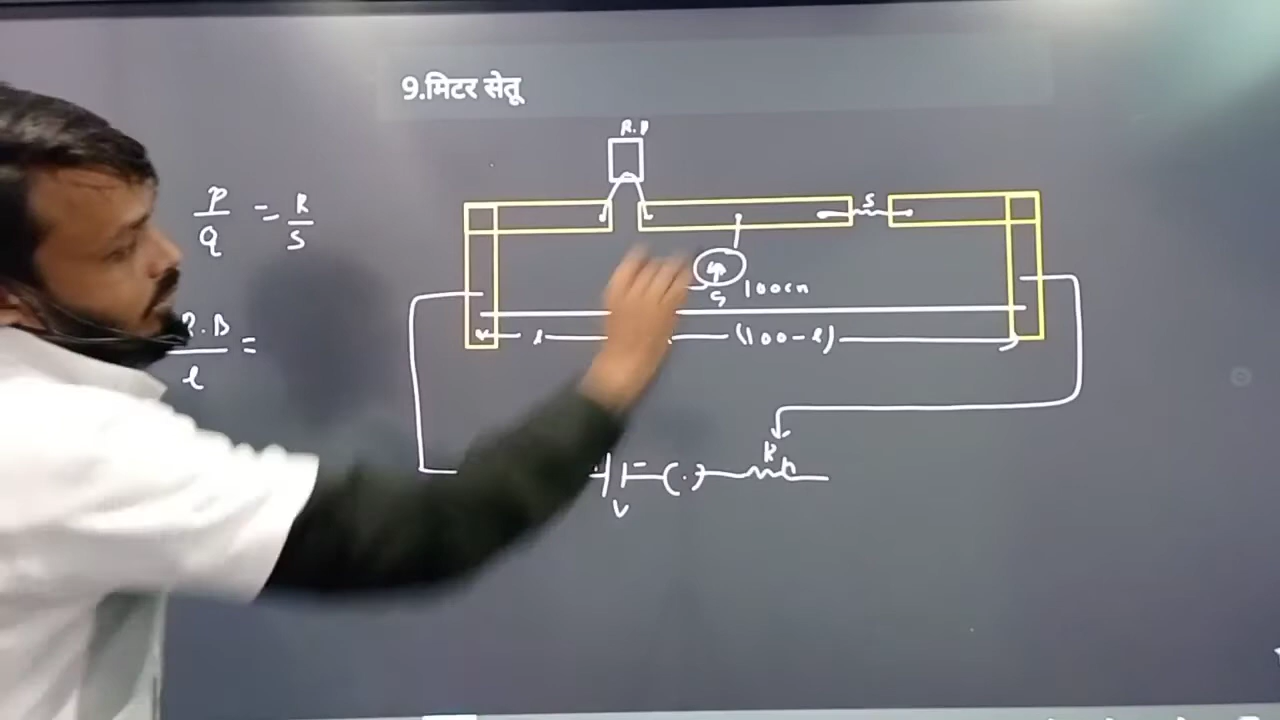 9.मिटर सेतू
R.B
P/q = R/S
S
G 100cm
R.B/l =
l (100-l)
K
V